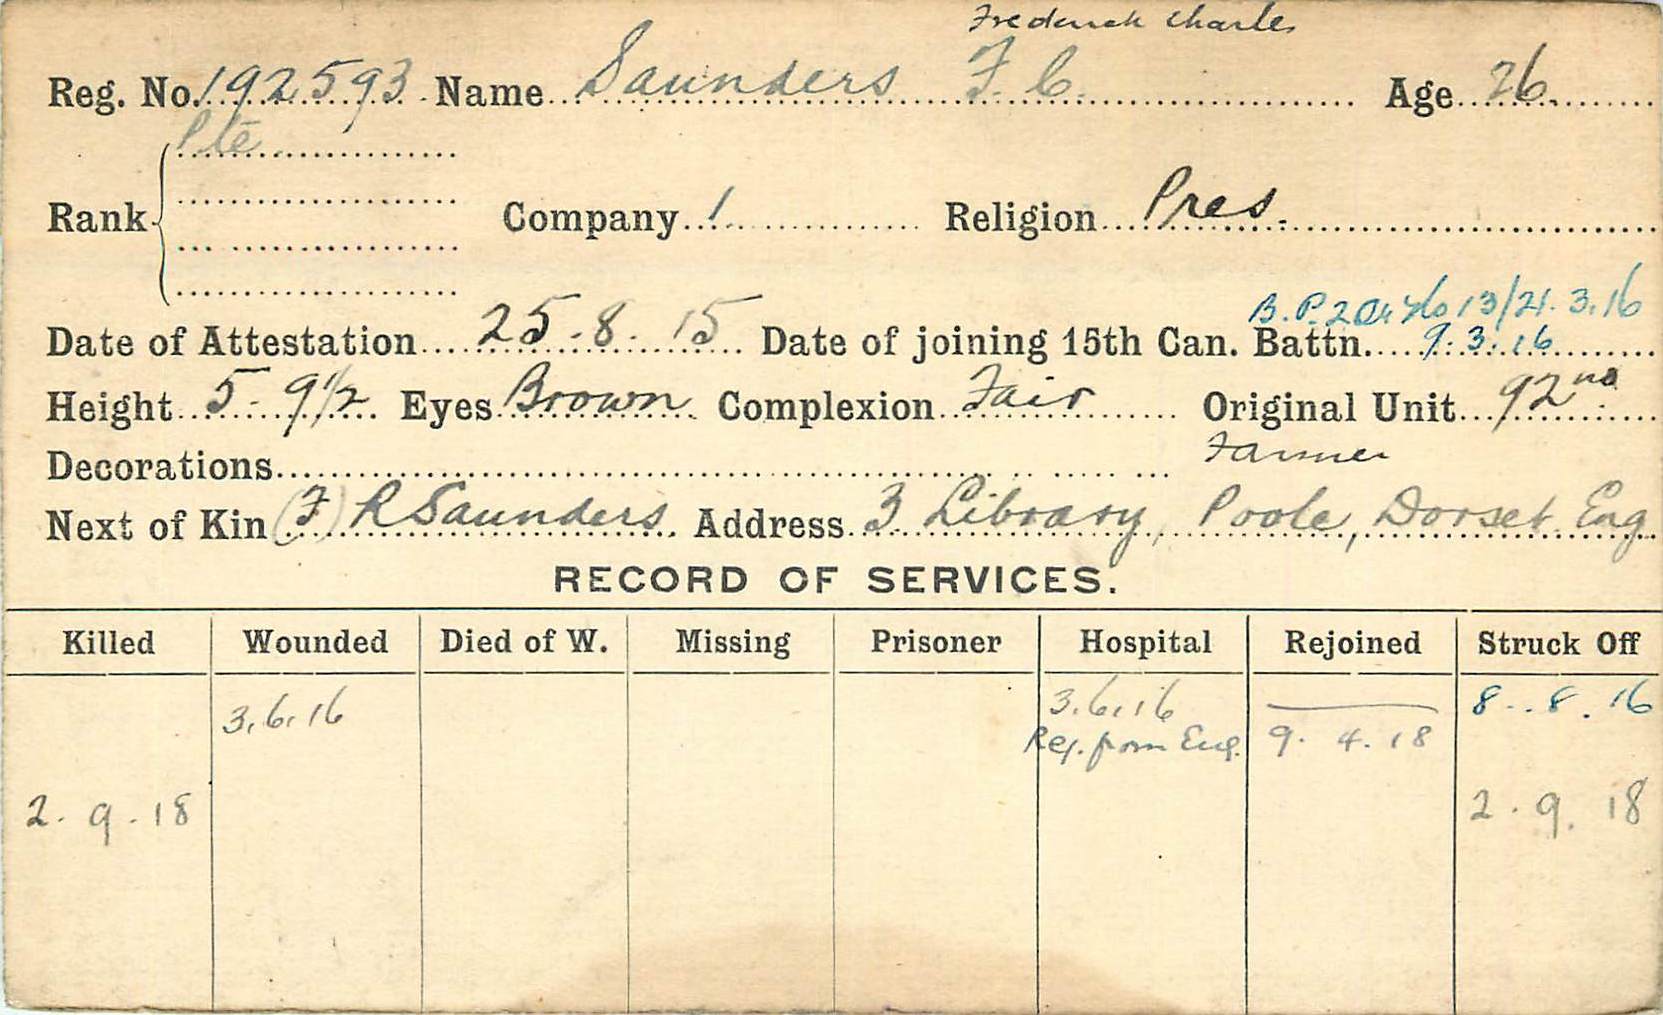 Frederick Charles
Reg. No. 192593 Name Saunders F. C. Age 26
Pte
Rank Company 1 Religion Pres.
B. P. 2 13/21.3.16
Date of Attestation 25-8-15 Date of joining 15th Can. Battn. 9.3.16
Height 5-9½ Eyes Brown Complexion Fair Original Unit 92nd
Decorations Farmer
Next of Kin (F) R Saunders Address 3 Library, Poole, Dorset. Eng
RECORD OF SERVICES.
Killed Wounded Died of W. Missing Prisoner Hospital Rejoined Struck Off
3.6.16 3.6.16 8.8.16
Rej. from Eng. 9.4.18
2.9.18 2.9.18